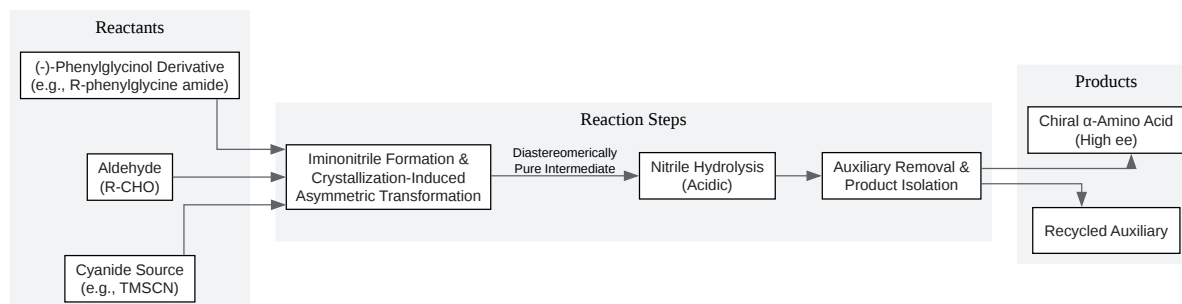 Reactants
(-)-Phenylglycinol Derivative
(e.g., R-phenylglycine amide)
Aldehyde
(R-CHO)
Cyanide Source
(e.g., TMSCN)
Reaction Steps
Iminonitrile Formation &
Crystallization-Induced
Asymmetric Transformation
Diastereomerically
Pure Intermediate
Nitrile Hydrolysis
(Acidic)
Auxiliary Removal &
Product Isolation
Products
Chiral α-Amino Acid
(High ee)
Recycled Auxiliary